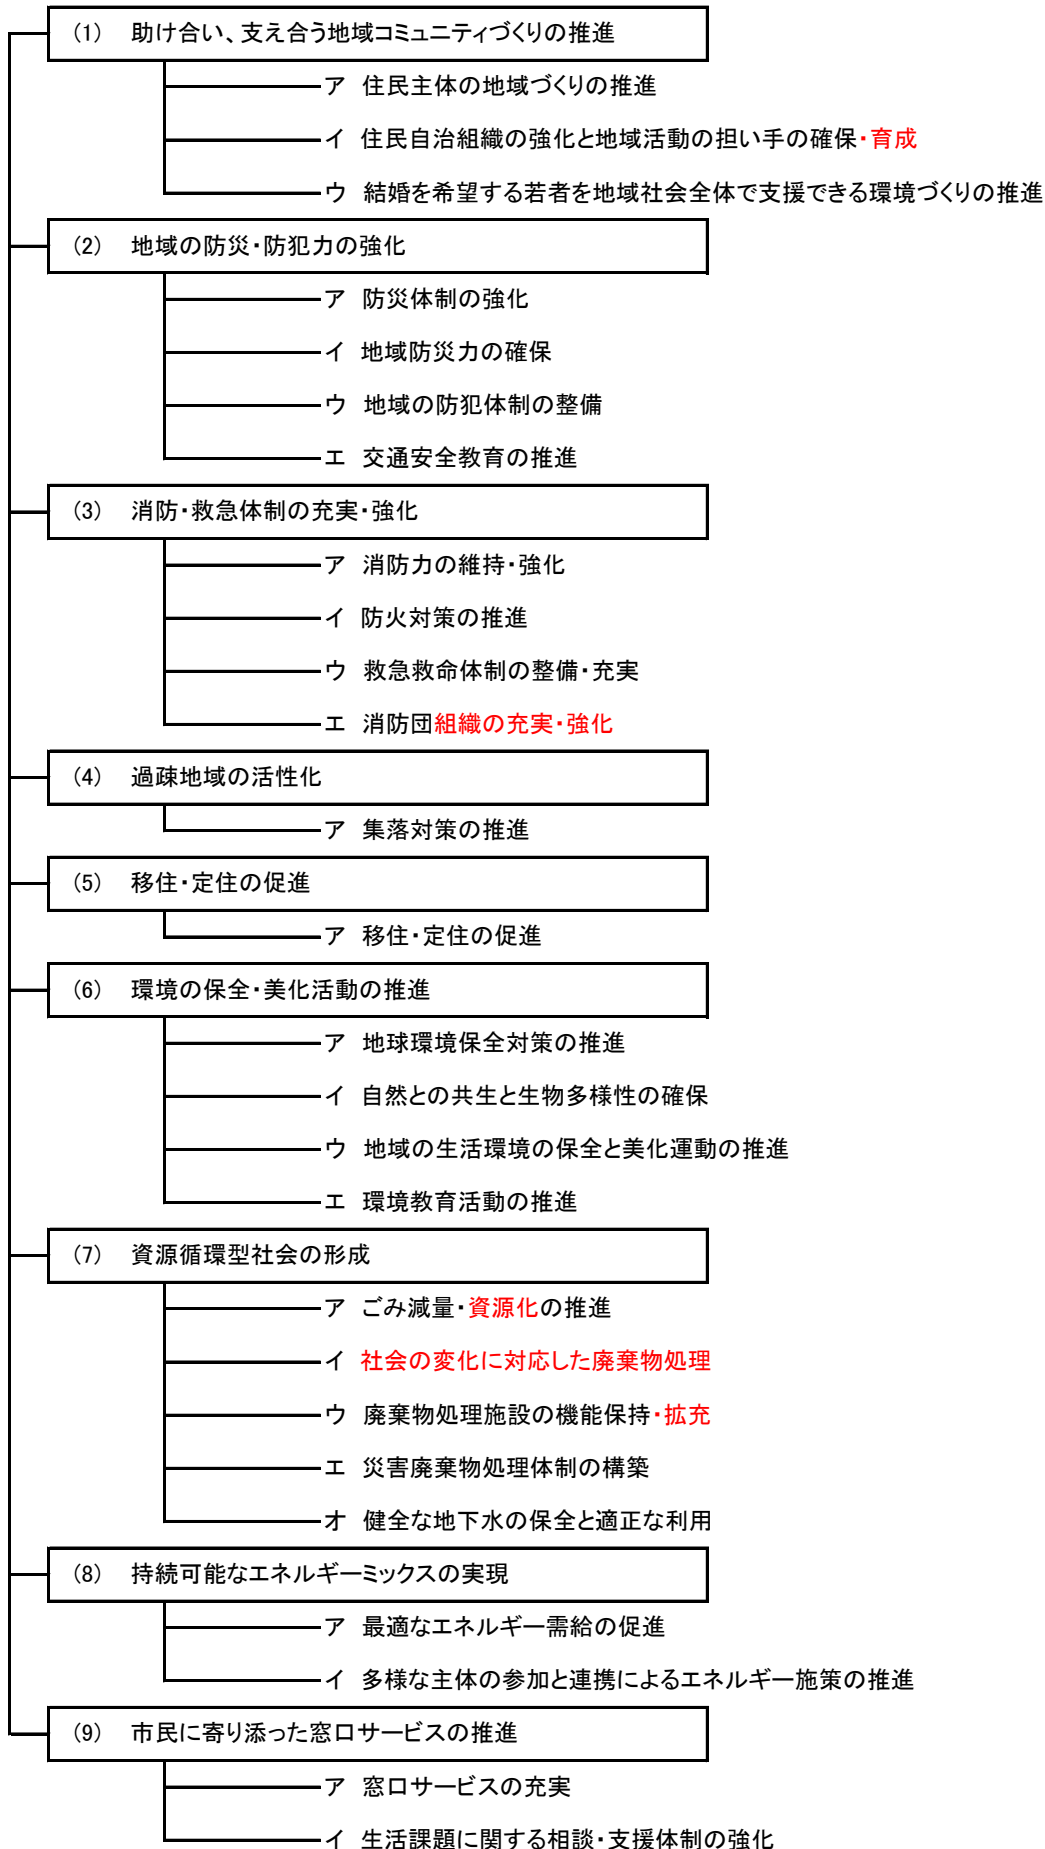 (1)　助け合い、支え合う地域コミュニティづくりの推進
ア　住民主体の地域づくりの推進
イ　住民自治組織の強化と地域活動の担い手の確保・育成
ウ　結婚を希望する若者を地域社会全体で支援できる環境づくりの推進
(2)　地域の防災・防犯力の強化
ア　防災体制の強化
イ　地域防災力の確保
ウ　地域の防犯体制の整備
エ　交通安全教育の推進
(3)　消防・救急体制の充実・強化
ア　消防力の維持・強化
イ　防火対策の推進
ウ　救急救命体制の整備・充実
エ　消防団組織の充実・強化
(4)　過疎地域の活性化
ア　集落対策の推進
(5)　移住・定住の促進
ア　移住・定住の促進
(6)　環境の保全・美化活動の推進
ア　地球環境保全対策の推進
イ　自然との共生と生物多様性の確保
ウ　地域の生活環境の保全と美化運動の推進
エ　環境教育活動の推進
(7)　資源循環型社会の形成
ア　ごみ減量・資源化の推進
イ　社会の変化に対応した廃棄物処理
ウ　廃棄物処理施設の機能保持・拡充
エ　災害廃棄物処理体制の構築
オ　健全な地下水の保全と適正な利用
(8)　持続可能なエネルギーミックスの実現
ア　最適なエネルギー需給の促進
イ　多様な主体の参加と連携によるエネルギー施策の推進
(9)　市民に寄り添った窓口サービスの推進
ア　窓口サービスの充実
イ　生活課題に関する相談・支援体制の強化